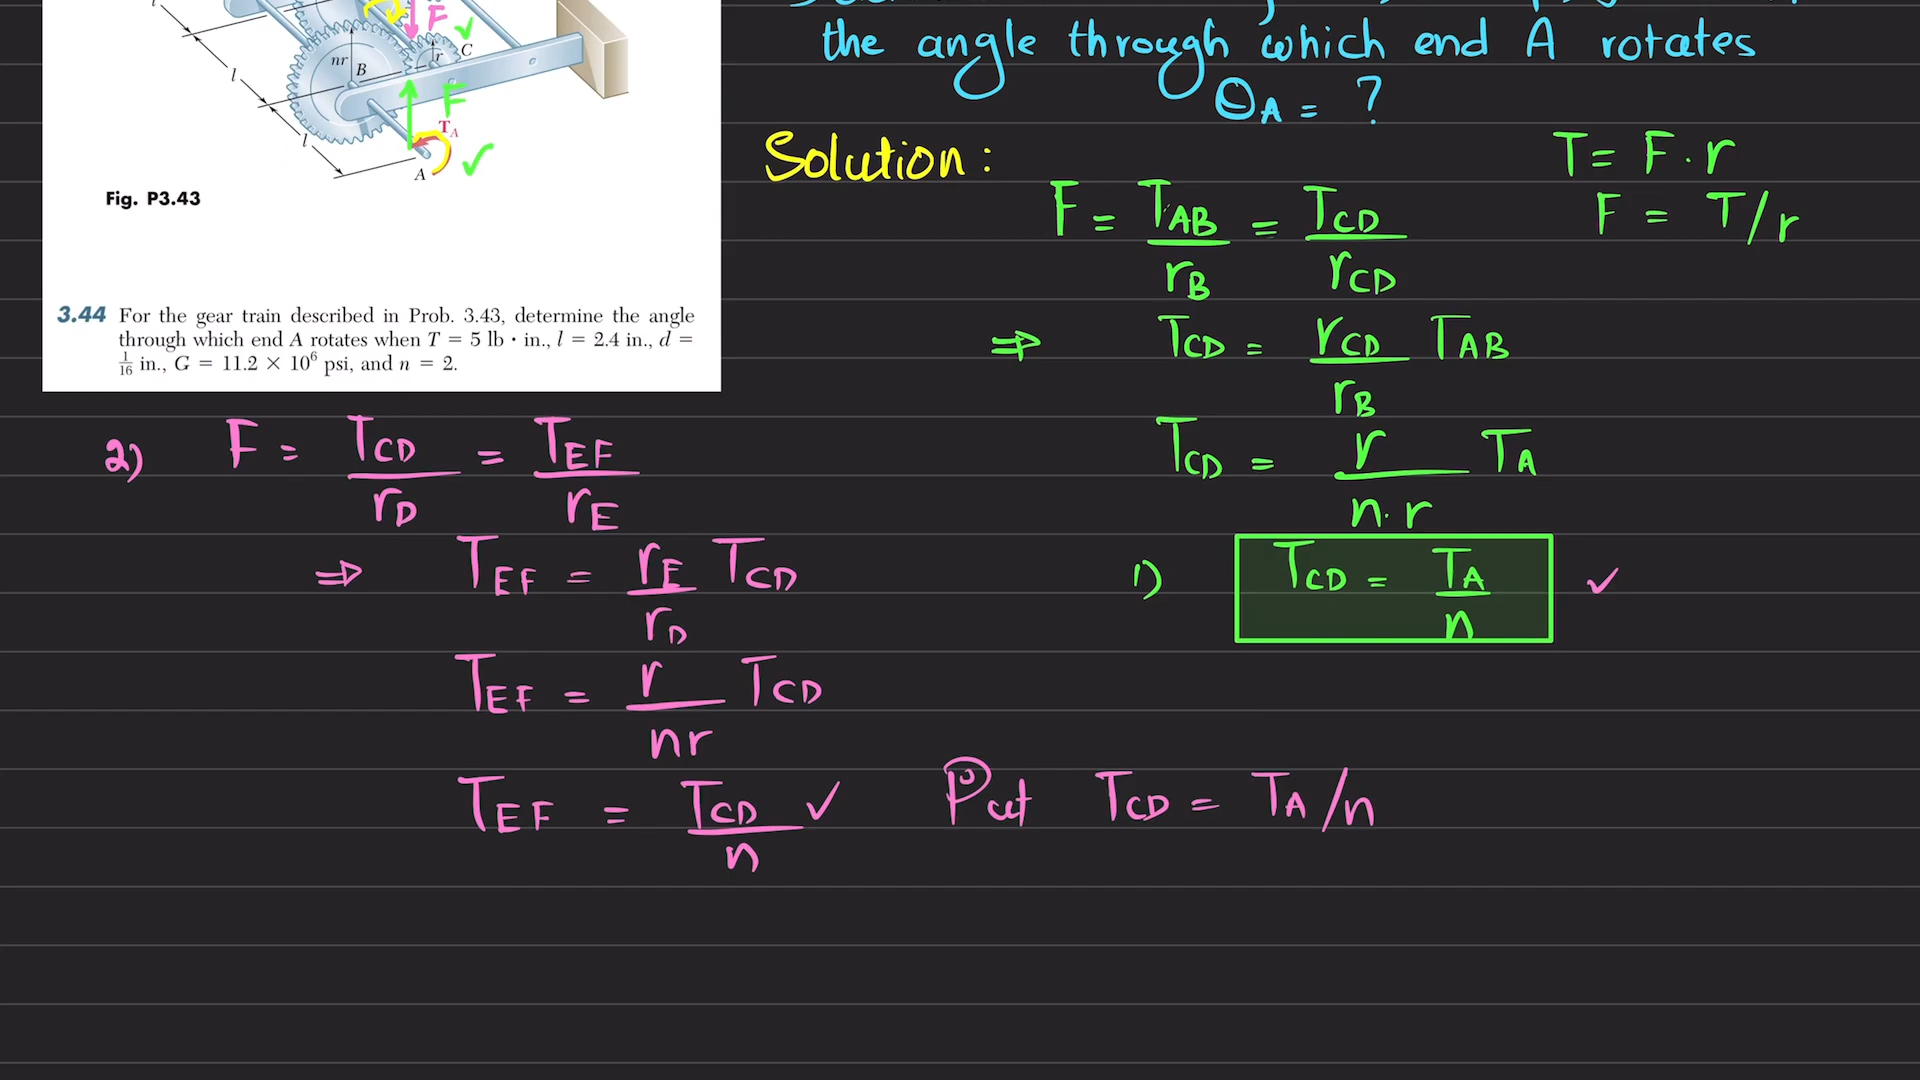 the angle through which end A rotates
θA = ?
l
l
l
nr
B
r
C
F
F
TA
A
Fig. P3.43
3.44 For the gear train described in Prob. 3.43, determine the angle
through which end A rotates when T = 5 lb · in., l = 2.4 in., d =
1/16 in., G = 11.2 × 10⁶ psi, and n = 2.
Solution :
T = F · r
F = T/r
F = TAB/rB = TCD/rCD
⇒ TCD = rCD/rB TAB
TCD = r/n·r TA
1) TCD = TA/n ✓
2) F = TCD/rD = TEF/rE
⇒ TEF = rE/rD TCD
TEF = r/nr TCD
TEF = TCD/n ✓ Put TCD = TA/n